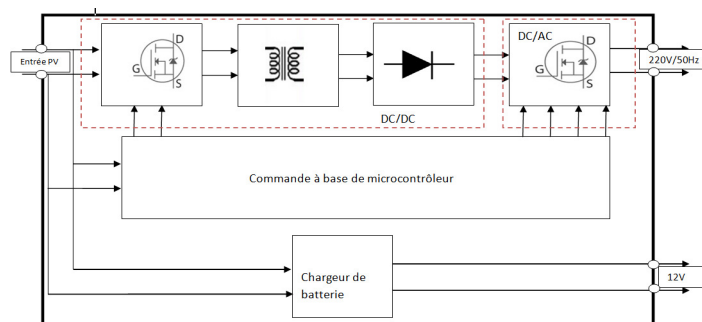 D
G
S
DC/AC
D
G
S
Entrée PV
220V/50Hz
DC/DC
Commande à base de microcontrôleur
Chargeur de
batterie
12V